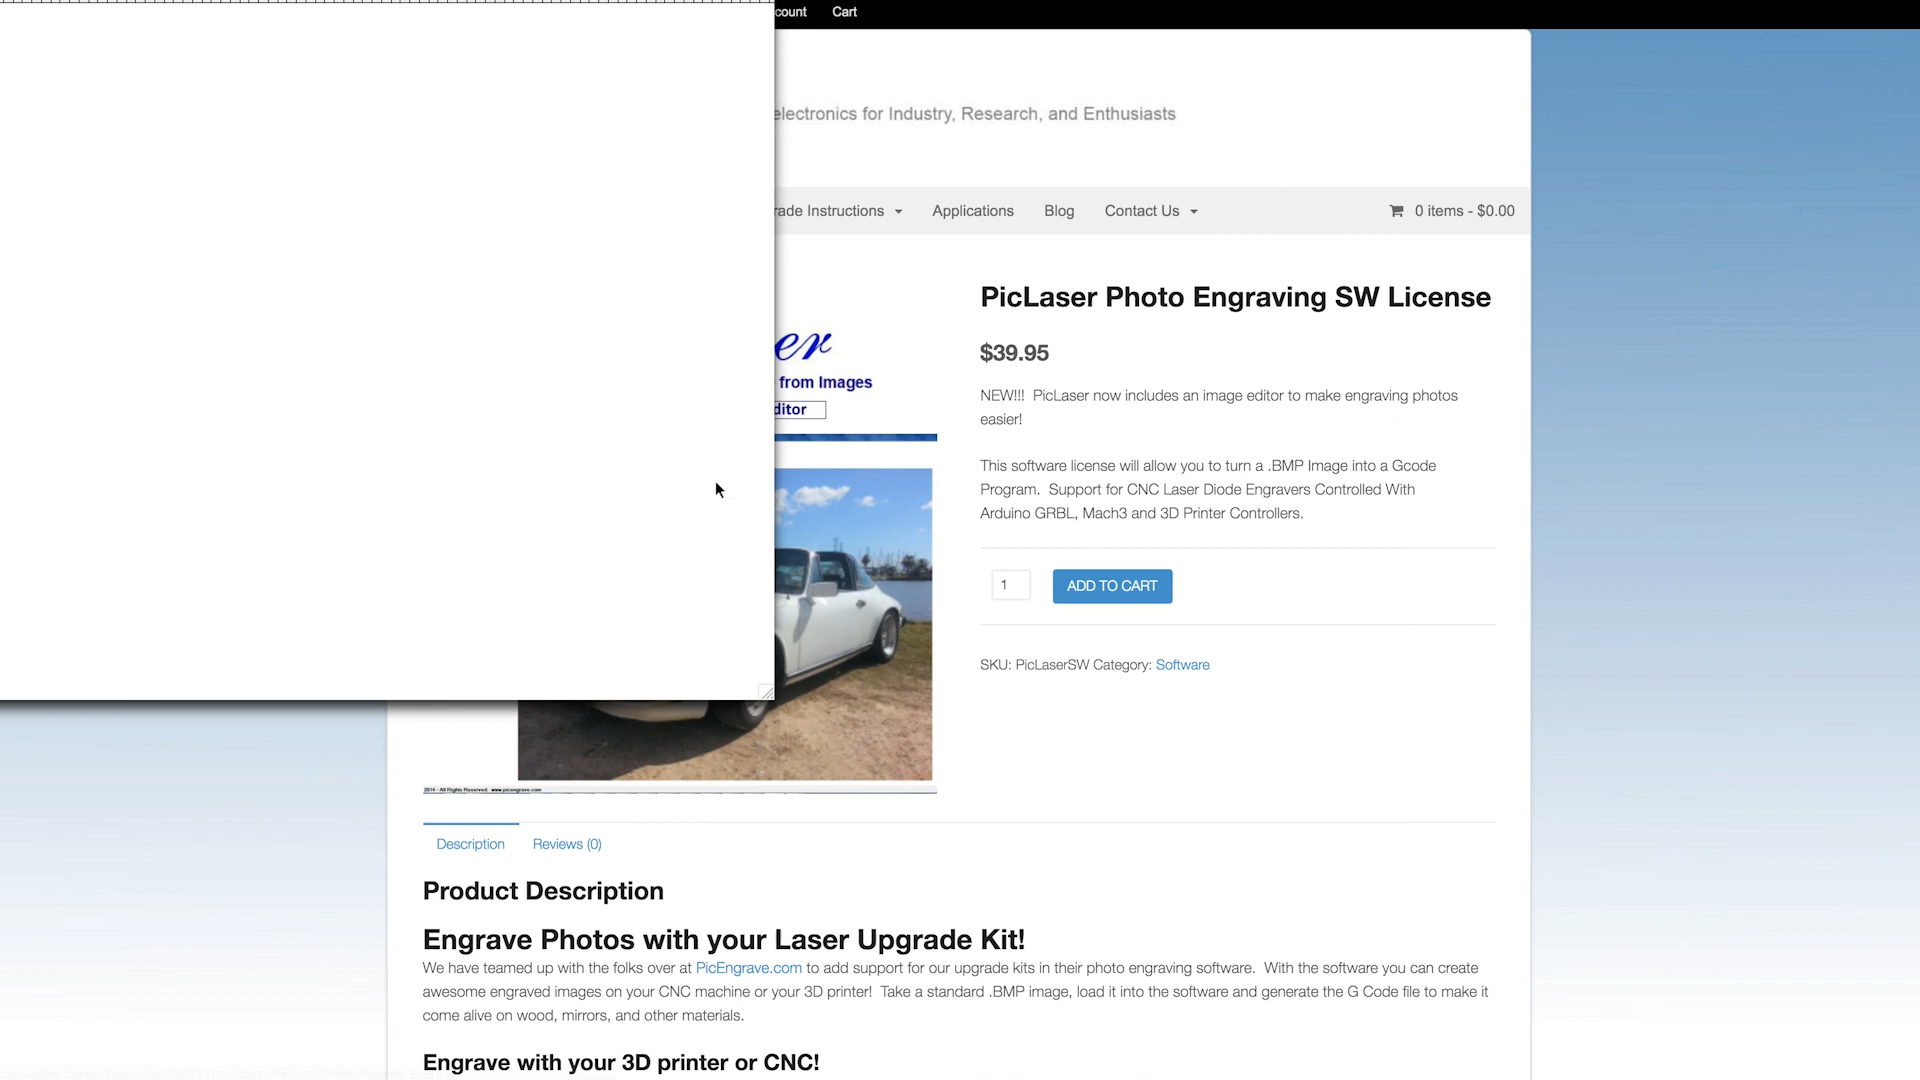 count Cart
electronics for Industry, Research, and Enthusiasts
rade Instructions Applications Blog Contact Us 0 items - $0.00
PicLaser Photo Engraving SW License
er
$39.95
from Images
NEW!!! PicLaser now includes an image editor to make engraving photos
ditor
easier!
This software license will allow you to turn a .BMP Image into a Gcode
Program. Support for CNC Laser Diode Engravers Controlled With
Arduino GRBL, Mach3 and 3D Printer Controllers.
1 ADD TO CART
SKU: PicLaserSW Category: Software
2014 - All Rights Reserved. www.picengrave.com
Description Reviews (0)
Product Description
Engrave Photos with your Laser Upgrade Kit!
We have teamed up with the folks over at PicEngrave.com to add support for our upgrade kits in their photo engraving software. With the software you can create
awesome engraved images on your CNC machine or your 3D printer! Take a standard .BMP image, load it into the software and generate the G Code file to make it
come alive on wood, mirrors, and other materials.
Engrave with your 3D printer or CNC!